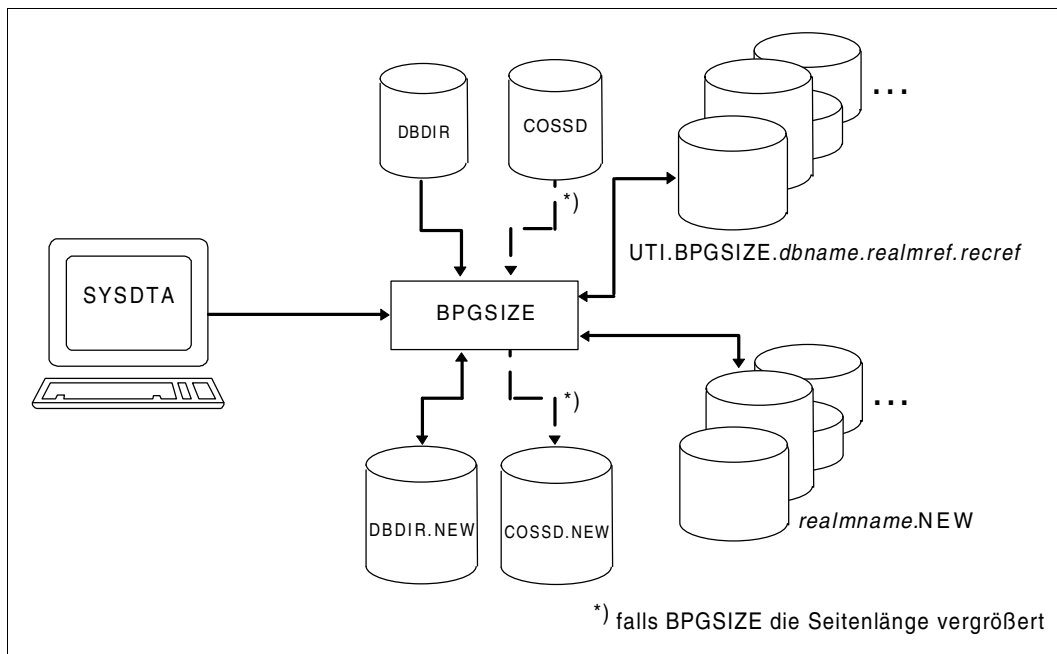 DBDIR
COSSD
...
*)
UTI.BPGSIZE.dbname.realmref.recref
SYSDTA
BPGSIZE
*)
...
DBDIR.NEW
COSSD.NEW
realmname.NEW
*) falls BPGSIZE die Seitenlänge vergrößert